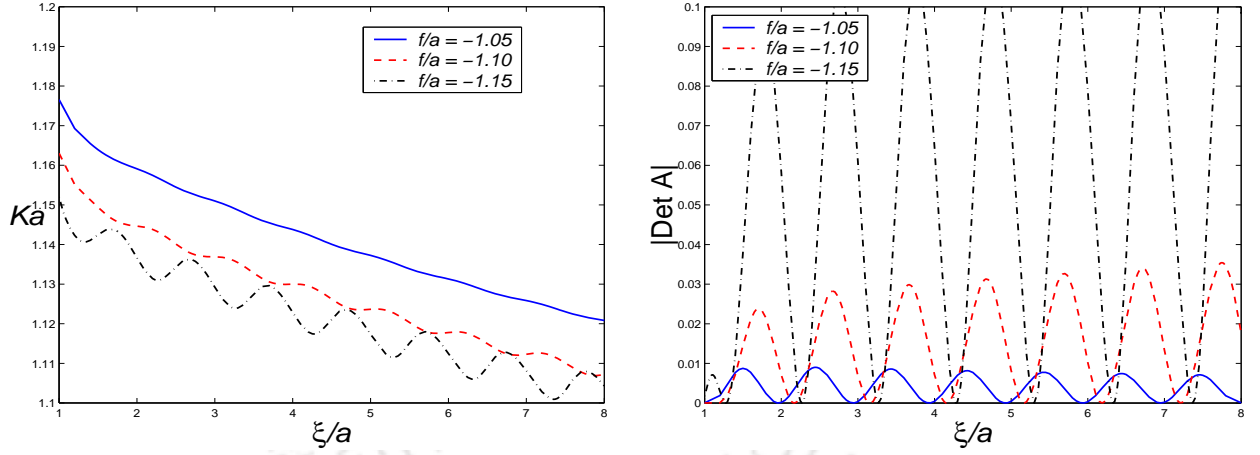 1.2
1.19
1.18
1.17
1.16
1.15
1.14
1.13
1.12
1.11
1.1
Ka
1 2 3 4 5 6 7 8
ξ/a
f/a = −1.05
f/a = −1.10
f/a = −1.15
0.1
0.09
0.08
0.07
0.06
0.05
0.04
0.03
0.02
0.01
0
|Det A|
1 2 3 4 5 6 7 8
ξ/a
f/a = −1.05
f/a = −1.10
f/a = −1.15